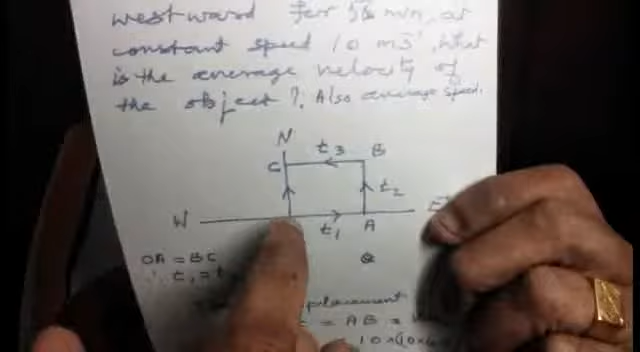 westward for min, at
constant speed 10 ms⁻¹, what
is the average velocity of
the object?. Also average speed.
N
C t₃ B
t₂
W t₁ A E
OA = BC
∴ t₁ = t
placement
= AB =
= 10×(10×6